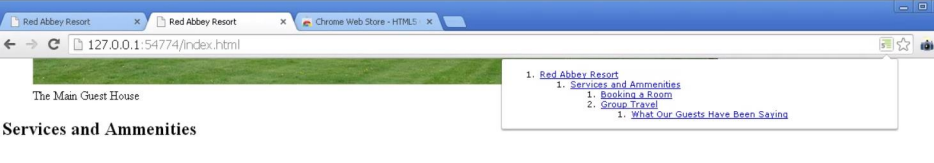 Red Abbey Resort
Red Abbey Resort
Chrome Web Store - HTML5
127.0.0.1:54774/index.html
The Main Guest House
Services and Ammenities
1. Red Abbey Resort
1. Services and Ammenities
1. Booking a Room
2. Group Travel
1. What Our Guests Have Been Saying